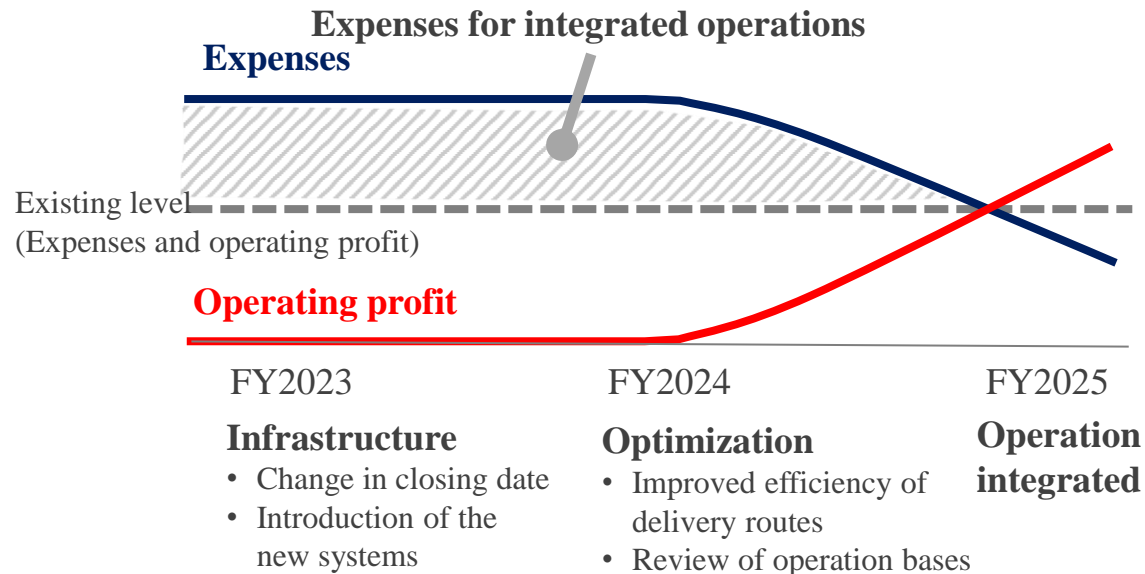 Expenses for integrated operations
Expenses
Existing level
(Expenses and operating profit)
Operating profit
FY2023
FY2024
FY2025
Infrastructure
• Change in closing date
• Introduction of the
new systems
Optimization
• Improved efficiency of
delivery routes
• Review of operation bases
Operation
integrated